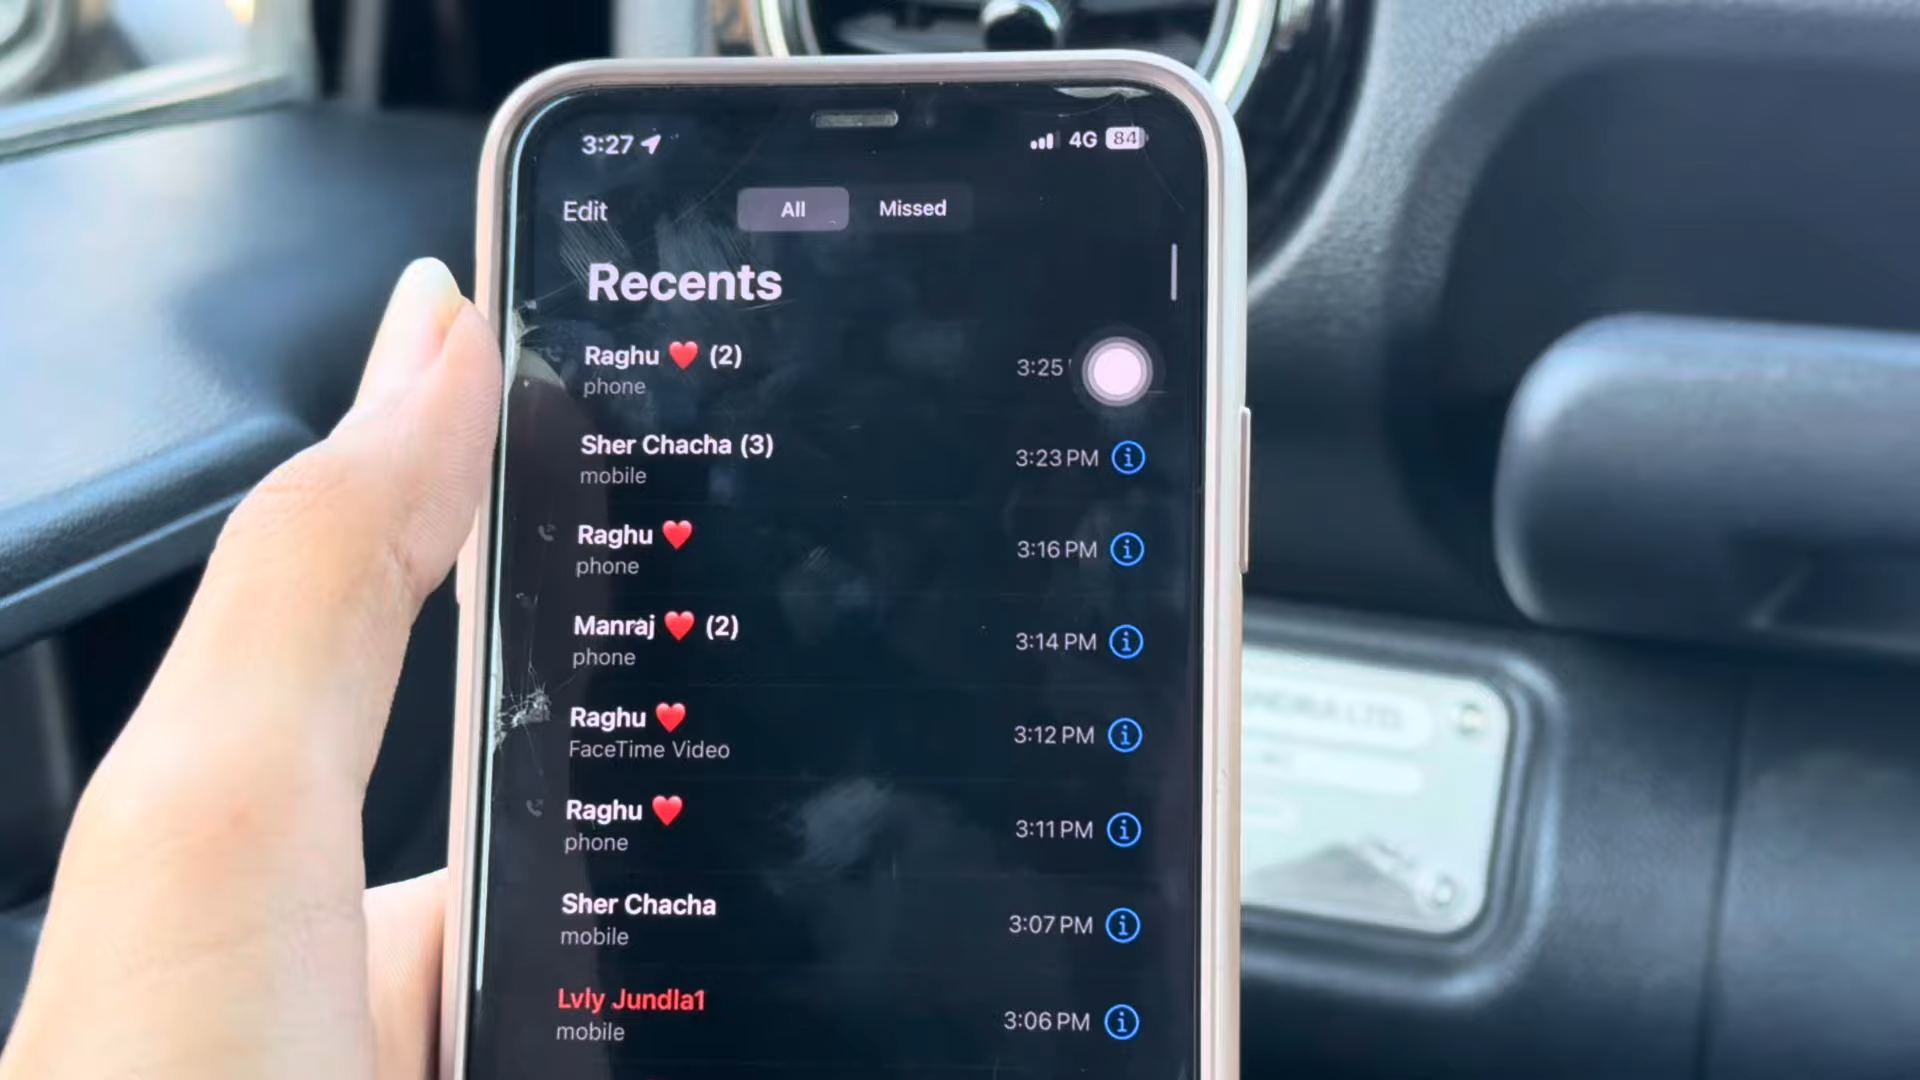 3:27
4G 84
Edit
All
Missed
Recents
Raghu ❤️ (2)
phone
3:25
Sher Chacha (3)
mobile
3:23 PM
Raghu ❤️
phone
3:16 PM
Manraj ❤️ (2)
phone
3:14 PM
Raghu ❤️
FaceTime Video
3:12 PM
Raghu ❤️
phone
3:11 PM
Sher Chacha
mobile
3:07 PM
Lvly Jundla1
mobile
3:06 PM
LTD.